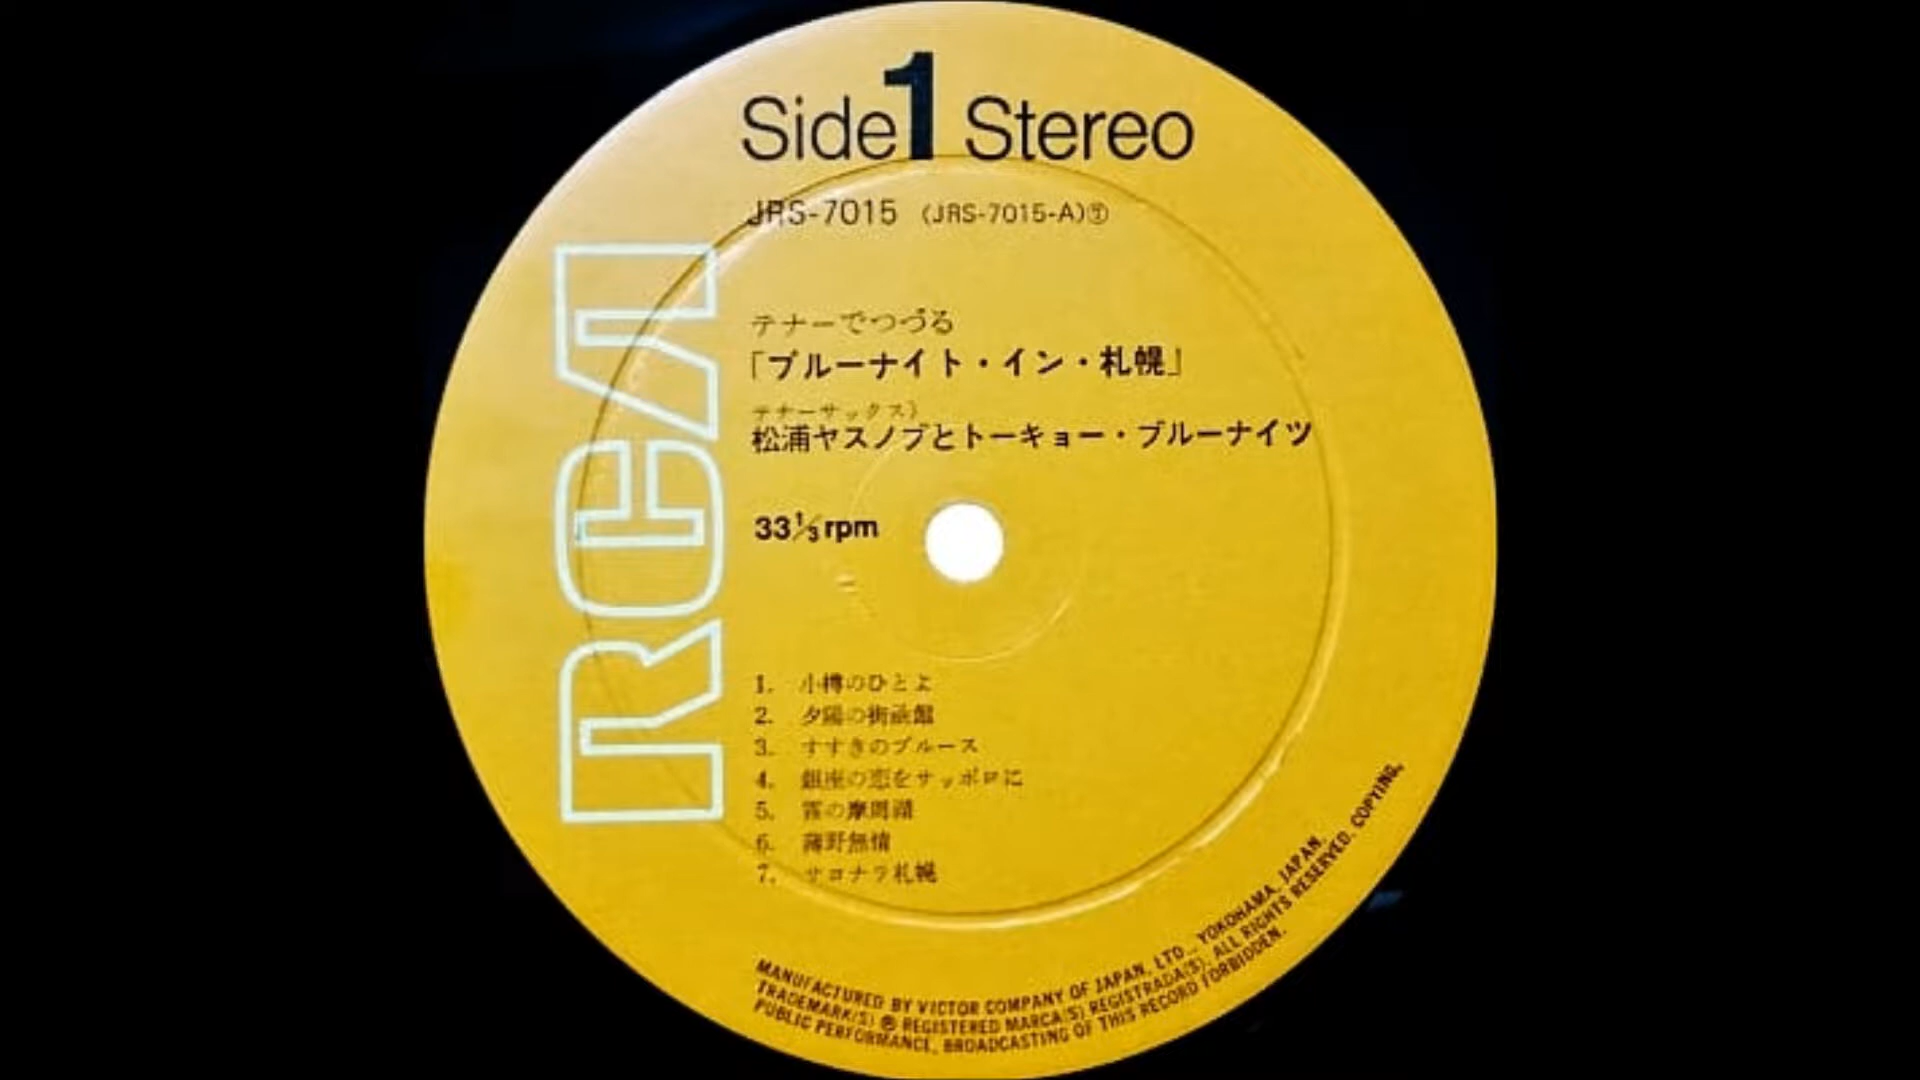 Side 1 Stereo
JRS-7015 (JRS-7015-A)
RCA
テナーでつづる
「ブルーナイト・イン・札幌」
テナーサックス)
松浦ヤスノブとトーキョー・ブルーナイツ
33⅓ rpm
1. 小樽のひとよ
2. 夕陽の
3. すすきのブルース
4. 銀座の恋をサッポロに
5. 霧の摩周湖
6. 薄野無情
7. サヨナラ札幌
MANUFACTURED BY VICTOR COMPANY OF JAPAN, LTD., YOKOHAMA, JAPAN.
TRADEMARK(S) ® REGISTERED MARCA(S) REGISTRADA(S). ALL RIGHTS RESERVED. COPYING,
PUBLIC PERFORMANCE, BROADCASTING OF THIS RECORD FORBIDDEN.